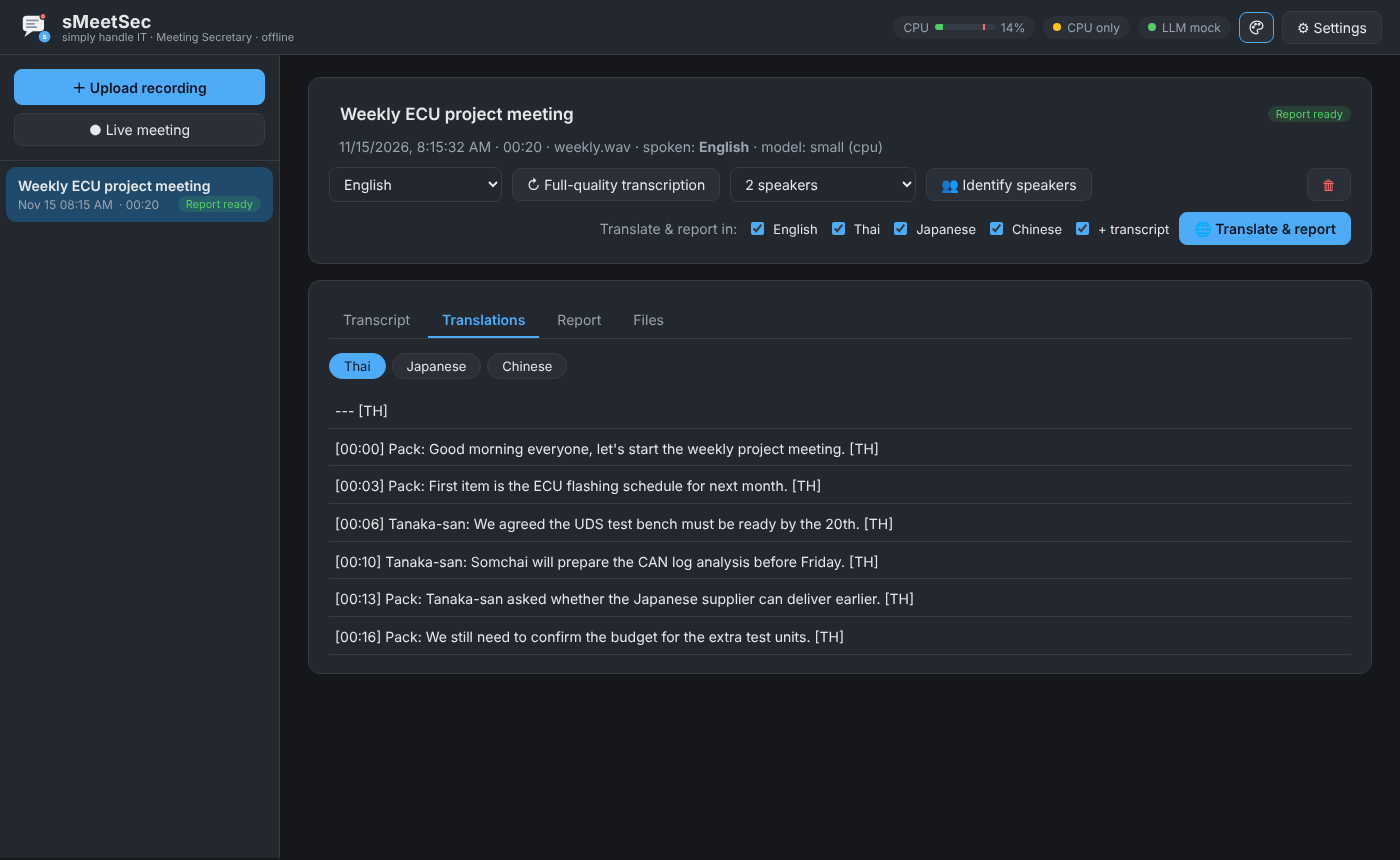 sMeetSec
simply handle IT · Meeting Secretary · offline
CPU 14%
CPU only
LLM mock
⚙ Settings
+ Upload recording
● Live meeting
Weekly ECU project meeting
Nov 15 08:15 AM · 00:20 Report ready
Weekly ECU project meeting
Report ready
11/15/2026, 8:15:32 AM · 00:20 · weekly.wav · spoken: English · model: small (cpu)
English
↻ Full-quality transcription
2 speakers
👥 Identify speakers
Translate & report in: English Thai Japanese Chinese + transcript
🌐 Translate & report
Transcript Translations Report Files
Thai Japanese Chinese
--- [TH]
[00:00] Pack: Good morning everyone, let's start the weekly project meeting. [TH]
[00:03] Pack: First item is the ECU flashing schedule for next month. [TH]
[00:06] Tanaka-san: We agreed the UDS test bench must be ready by the 20th. [TH]
[00:10] Tanaka-san: Somchai will prepare the CAN log analysis before Friday. [TH]
[00:13] Pack: Tanaka-san asked whether the Japanese supplier can deliver earlier. [TH]
[00:16] Pack: We still need to confirm the budget for the extra test units. [TH]